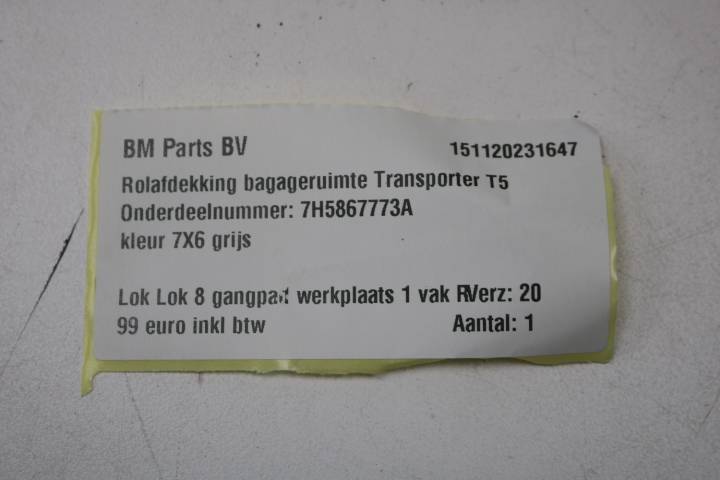 BM Parts BV 151120231647
Rolafdekking bagageruimte Transporter T5
Onderdeelnummer: 7H5867773A
kleur 7X6 grijs
Lok Lok 8 gangpart werkplaats 1 vak RVerz: 20
99 euro inkl btw Aantal: 1